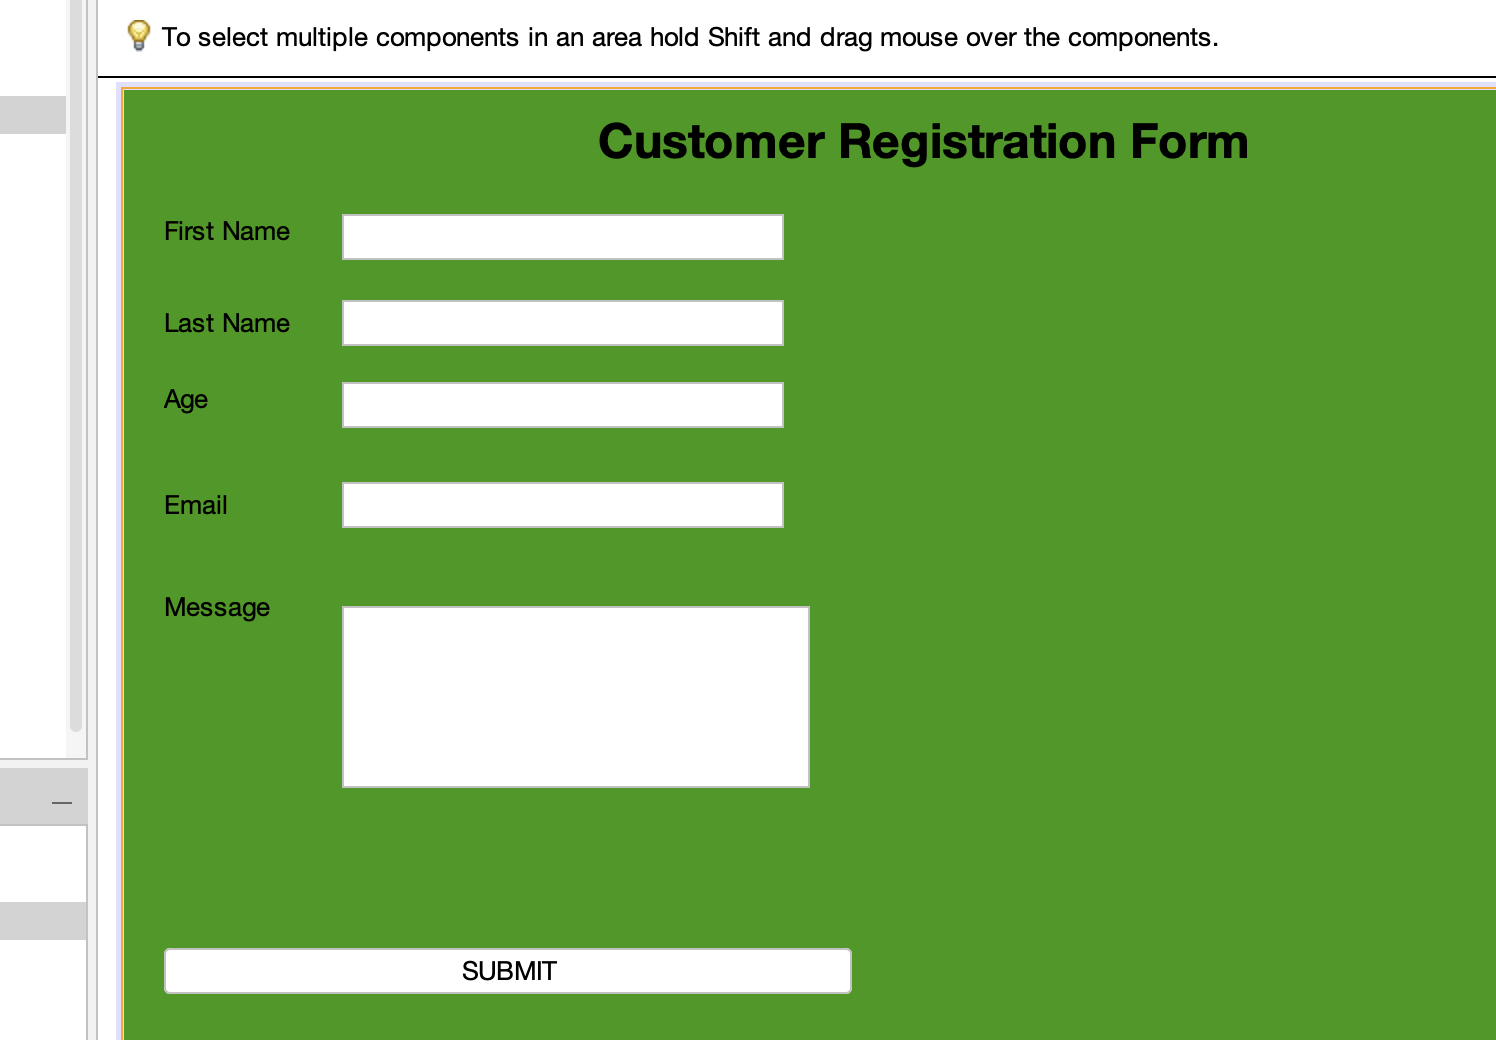 To select multiple components in an area hold Shift and drag mouse over the components.
Customer Registration Form
First Name
Last Name
Age
Email
Message
SUBMIT